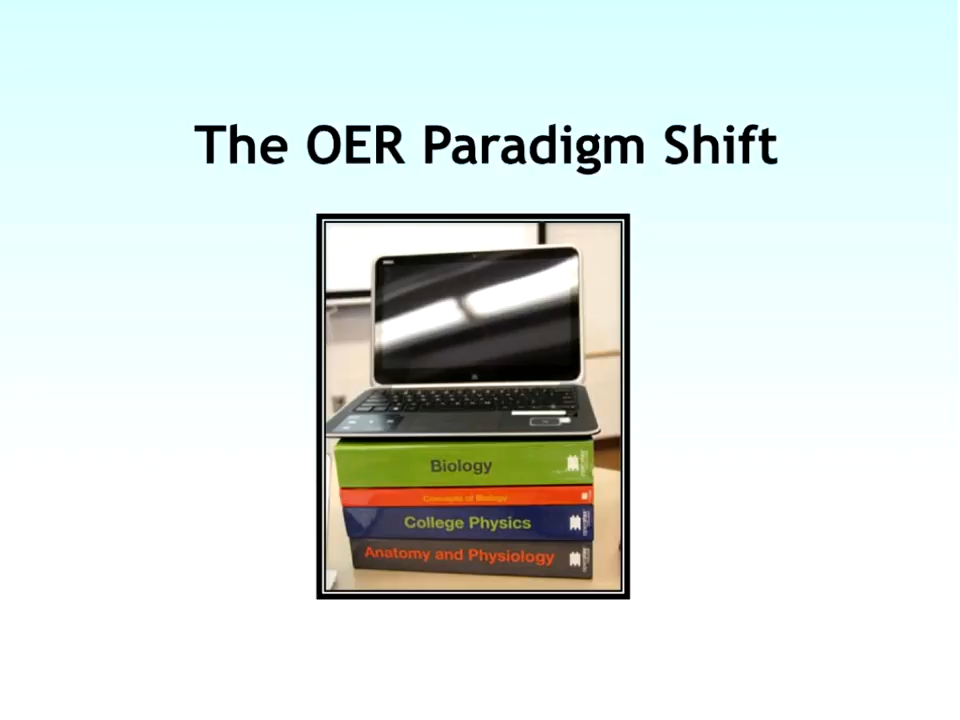 The OER Paradigm Shift
Biology
Concepts of Biology
College Physics
Anatomy and Physiology